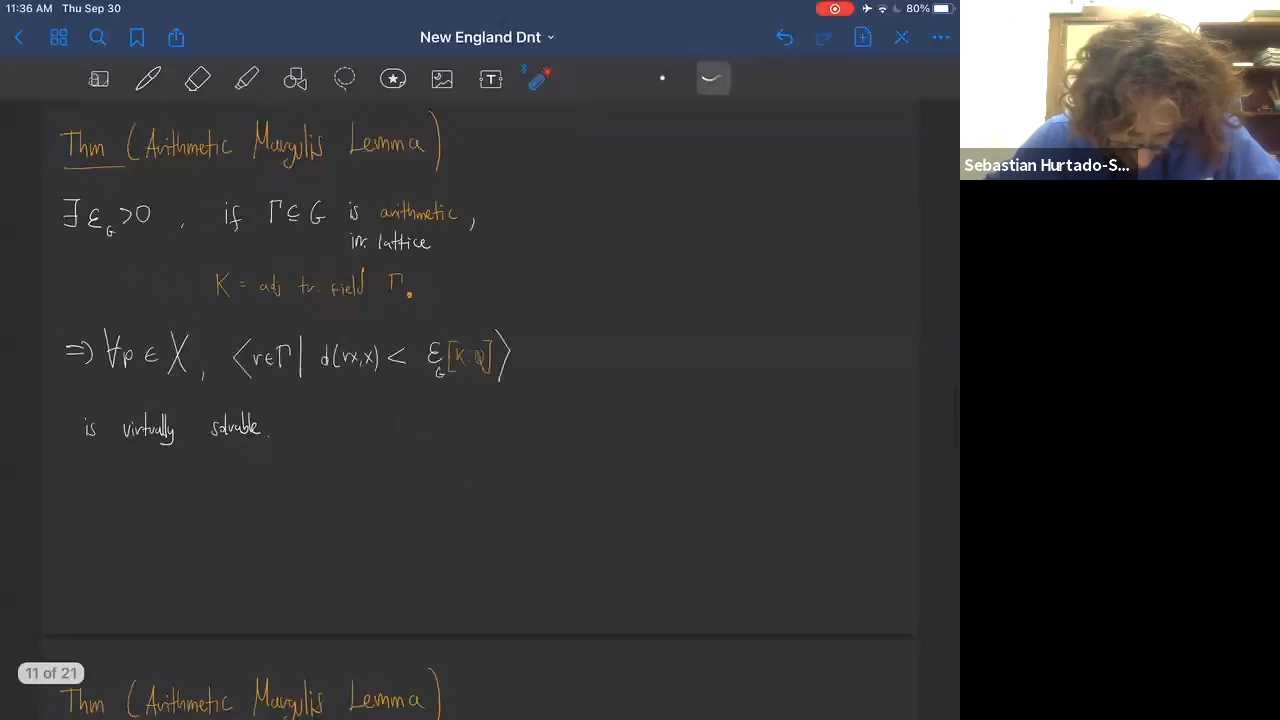 11:36 AM Thu Sep 30
80%
New England Dnt
Thm (Arithmetic Margulis Lemma)
∃ ε_G >0 , if Γ ⊆ G is arithmetic,
irr. lattice
K = adj tr. field Γ.
⇒ ∀p ∈ X, ⟨ γ∈Γ | d(γx,x) < ε_G [K:Q] ⟩
is virtually solvable.
11 of 21
Thm (Arithmetic Margulis Lemma)
Sebastian Hurtado-S...